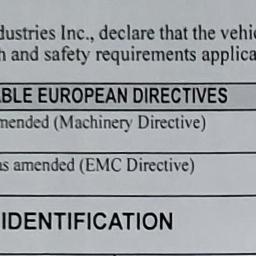 dustries Inc., declare that the vehic
h and safety requirements applica
ABLE EUROPEAN DIRECTIVES
mended (Machinery Directive)
as amended (EMC Directive)
IDENTIFICATION